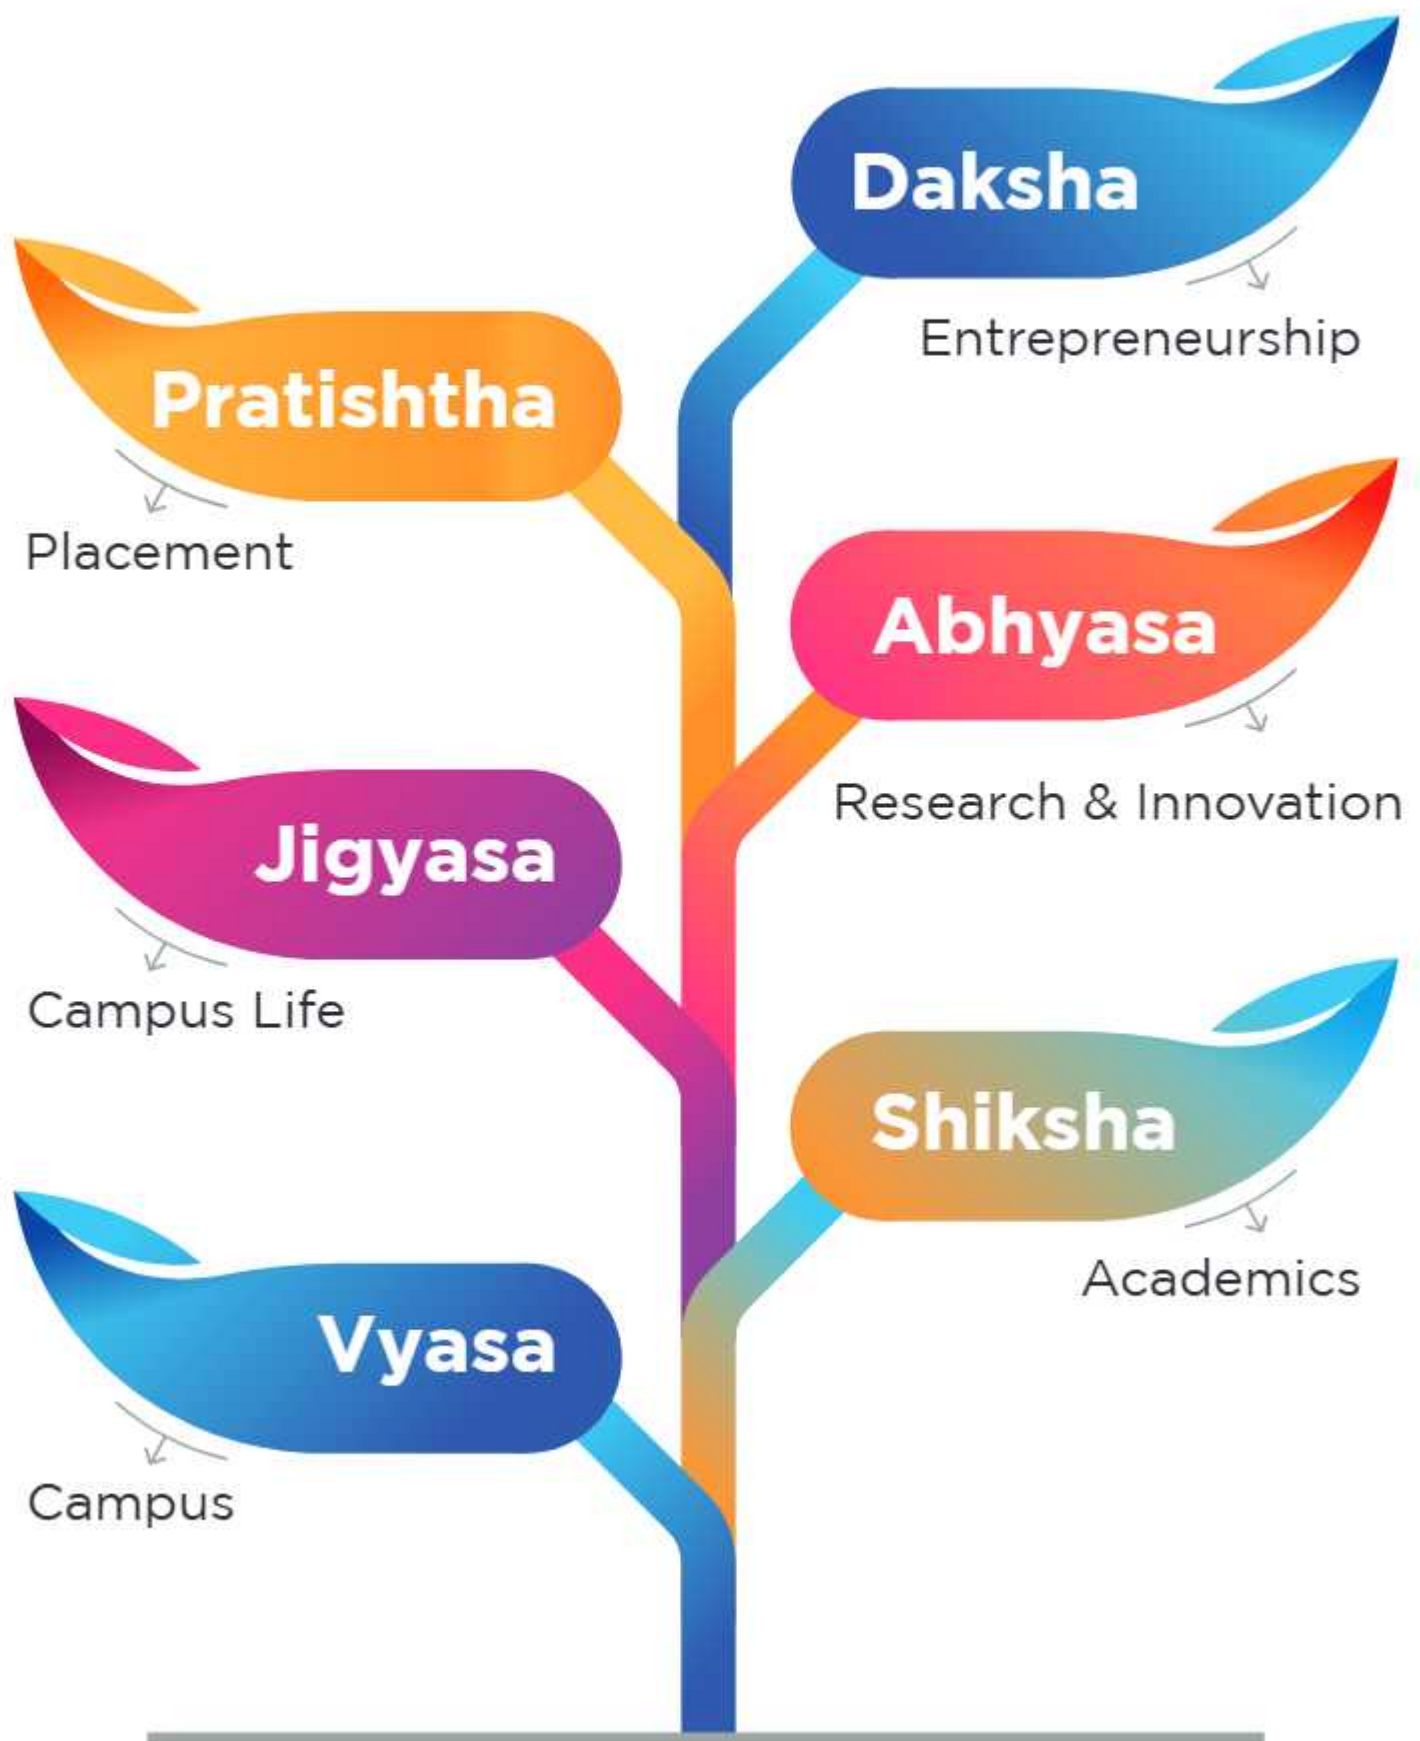 Daksha
Entrepreneurship
Pratishtha
Placement
Abhyasa
Research & Innovation
Jigyasa
Campus Life
Shiksha
Academics
Vyasa
Campus